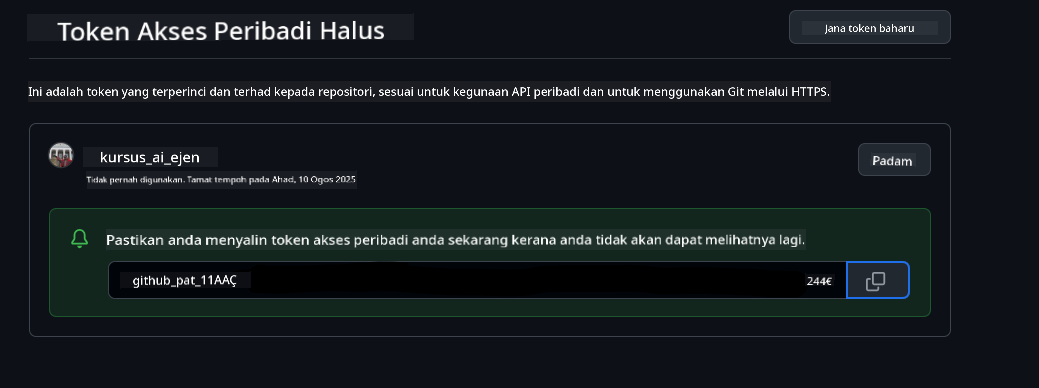 Token Akses Peribadi Halus
Jana token baharu
Ini adalah token yang terperinci dan terhad kepada repositori, sesuai untuk kegunaan API peribadi dan untuk menggunakan Git melalui HTTPS.
kursus_ai_ejen
Padam
Tidak pernah digunakan. Tamat tempoh pada Ahad, 10 Ogos 2025
Pastikan anda menyalin token akses peribadi anda sekarang kerana anda tidak akan dapat melihatnya lagi.
github_pat_11AAÇ 244€